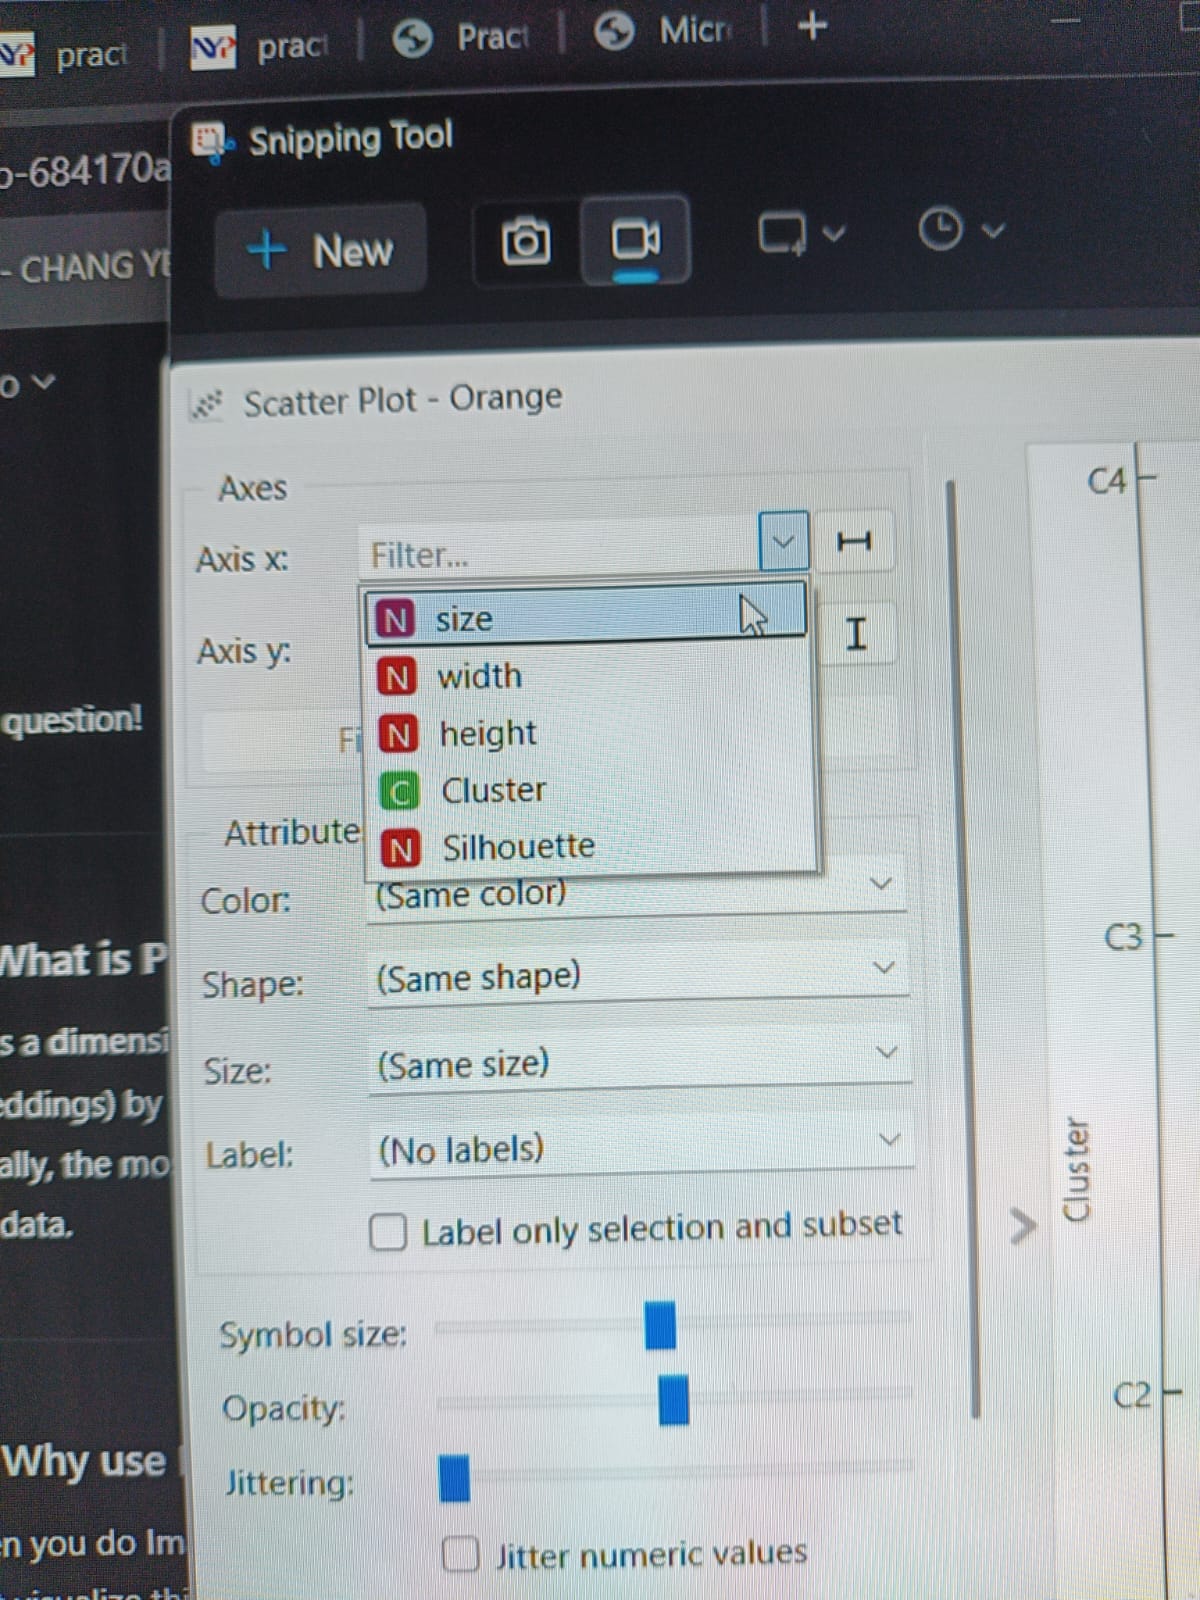 pract
pract
Pract
Micr
Snipping Tool
-684170a
New
- CHANG YE
Scatter Plot - Orange
Axes
Axis x:
Filter...
N size
Axis y:
N width
question!
N height
Fi
C Cluster
Attribute
N Silhouette
Color:
(Same color)
What is P
Shape:
(Same shape)
s a dimensi
Size:
(Same size)
eddings) by
Label:
(No labels)
ally, the mo
data.
Label only selection and subset
Symbol size:
Opacity:
Why use
Jittering:
n you do Im
Jitter numeric values
C4
C3
Cluster
C2